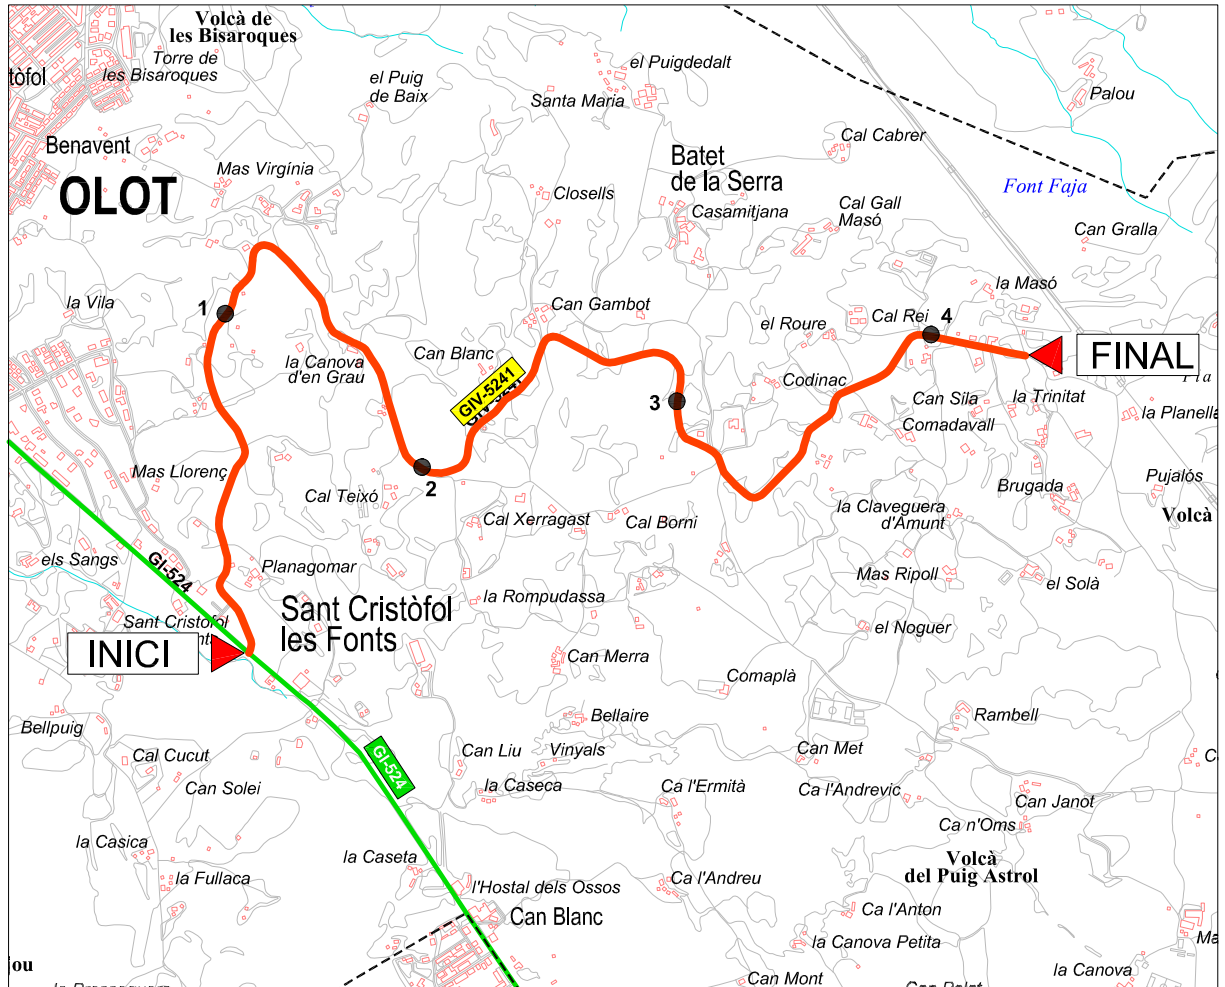 Volcà de
les Bisaroques
Torre de
les Bisaroques
tòfol
el Puig
de Baix
el Puigdedalt
Santa Maria
Palou
Benavent
OLOT
Mas Virgínia
Cal Cabrer
Batet
de la Serra
Closells
Casamitjana
Cal Gall
Masó
Font Faja
Can Gralla
la Vila
1
Can Gambot
la Masó
el Roure
Cal Rei
4
FINAL
la Canova
d'en Grau
Can Blanc
GIV-5241
Codinac
3
Can Sila
Comadavall
la Trinitat
la Planella
Mas Llorenç
2
Cal Teixó
Cal Xerragast
Cal Borni
la Claveguera
d'Amunt
Brugada
Pujalós
Volcà
els Sangs
GI-524
Planagomar
Mas Ripoll
el Solà
Sant Cristòfol
les Fonts
la Rompudassa
Sant Cristòfol
el Noguer
INICI
Can Merra
Comaplà
Bellpuig
Bellaire
Rambell
Cal Cucut
GI-524
Can Liu
Vinyals
Can Met
Can Solei
la Caseca
Ca l'Ermità
Ca l'Andrevic
Can Janot
Ca n'Oms
la Casica
la Caseta
Volcà
del Puig Astrol
la Fullaca
l'Hostal dels Ossos
Ca l'Andreu
Can Blanc
Ca l'Anton
la Canova Petita
jou
Can Mont
la Canova